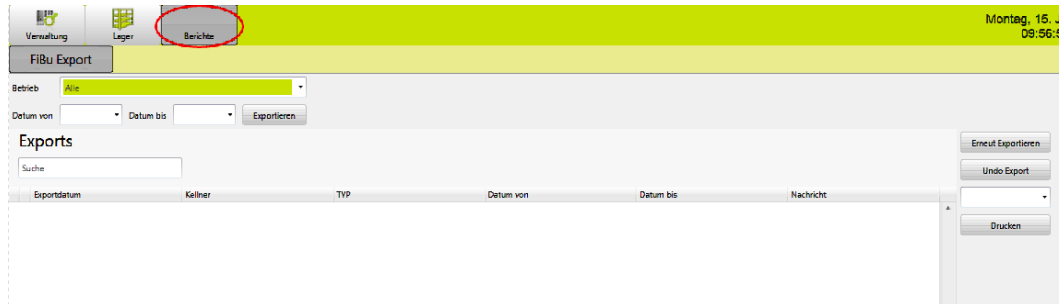 Verwaltung Lager Berichte
Montag, 15.
09:56:5
FiBu Export
Betrieb Alle
Datum von Datum bis Exportieren
Exports
Erneut Exportieren
Suche
Undo Export
Exportdatum Kellner TYP Datum von Datum bis Nachricht
Drucken